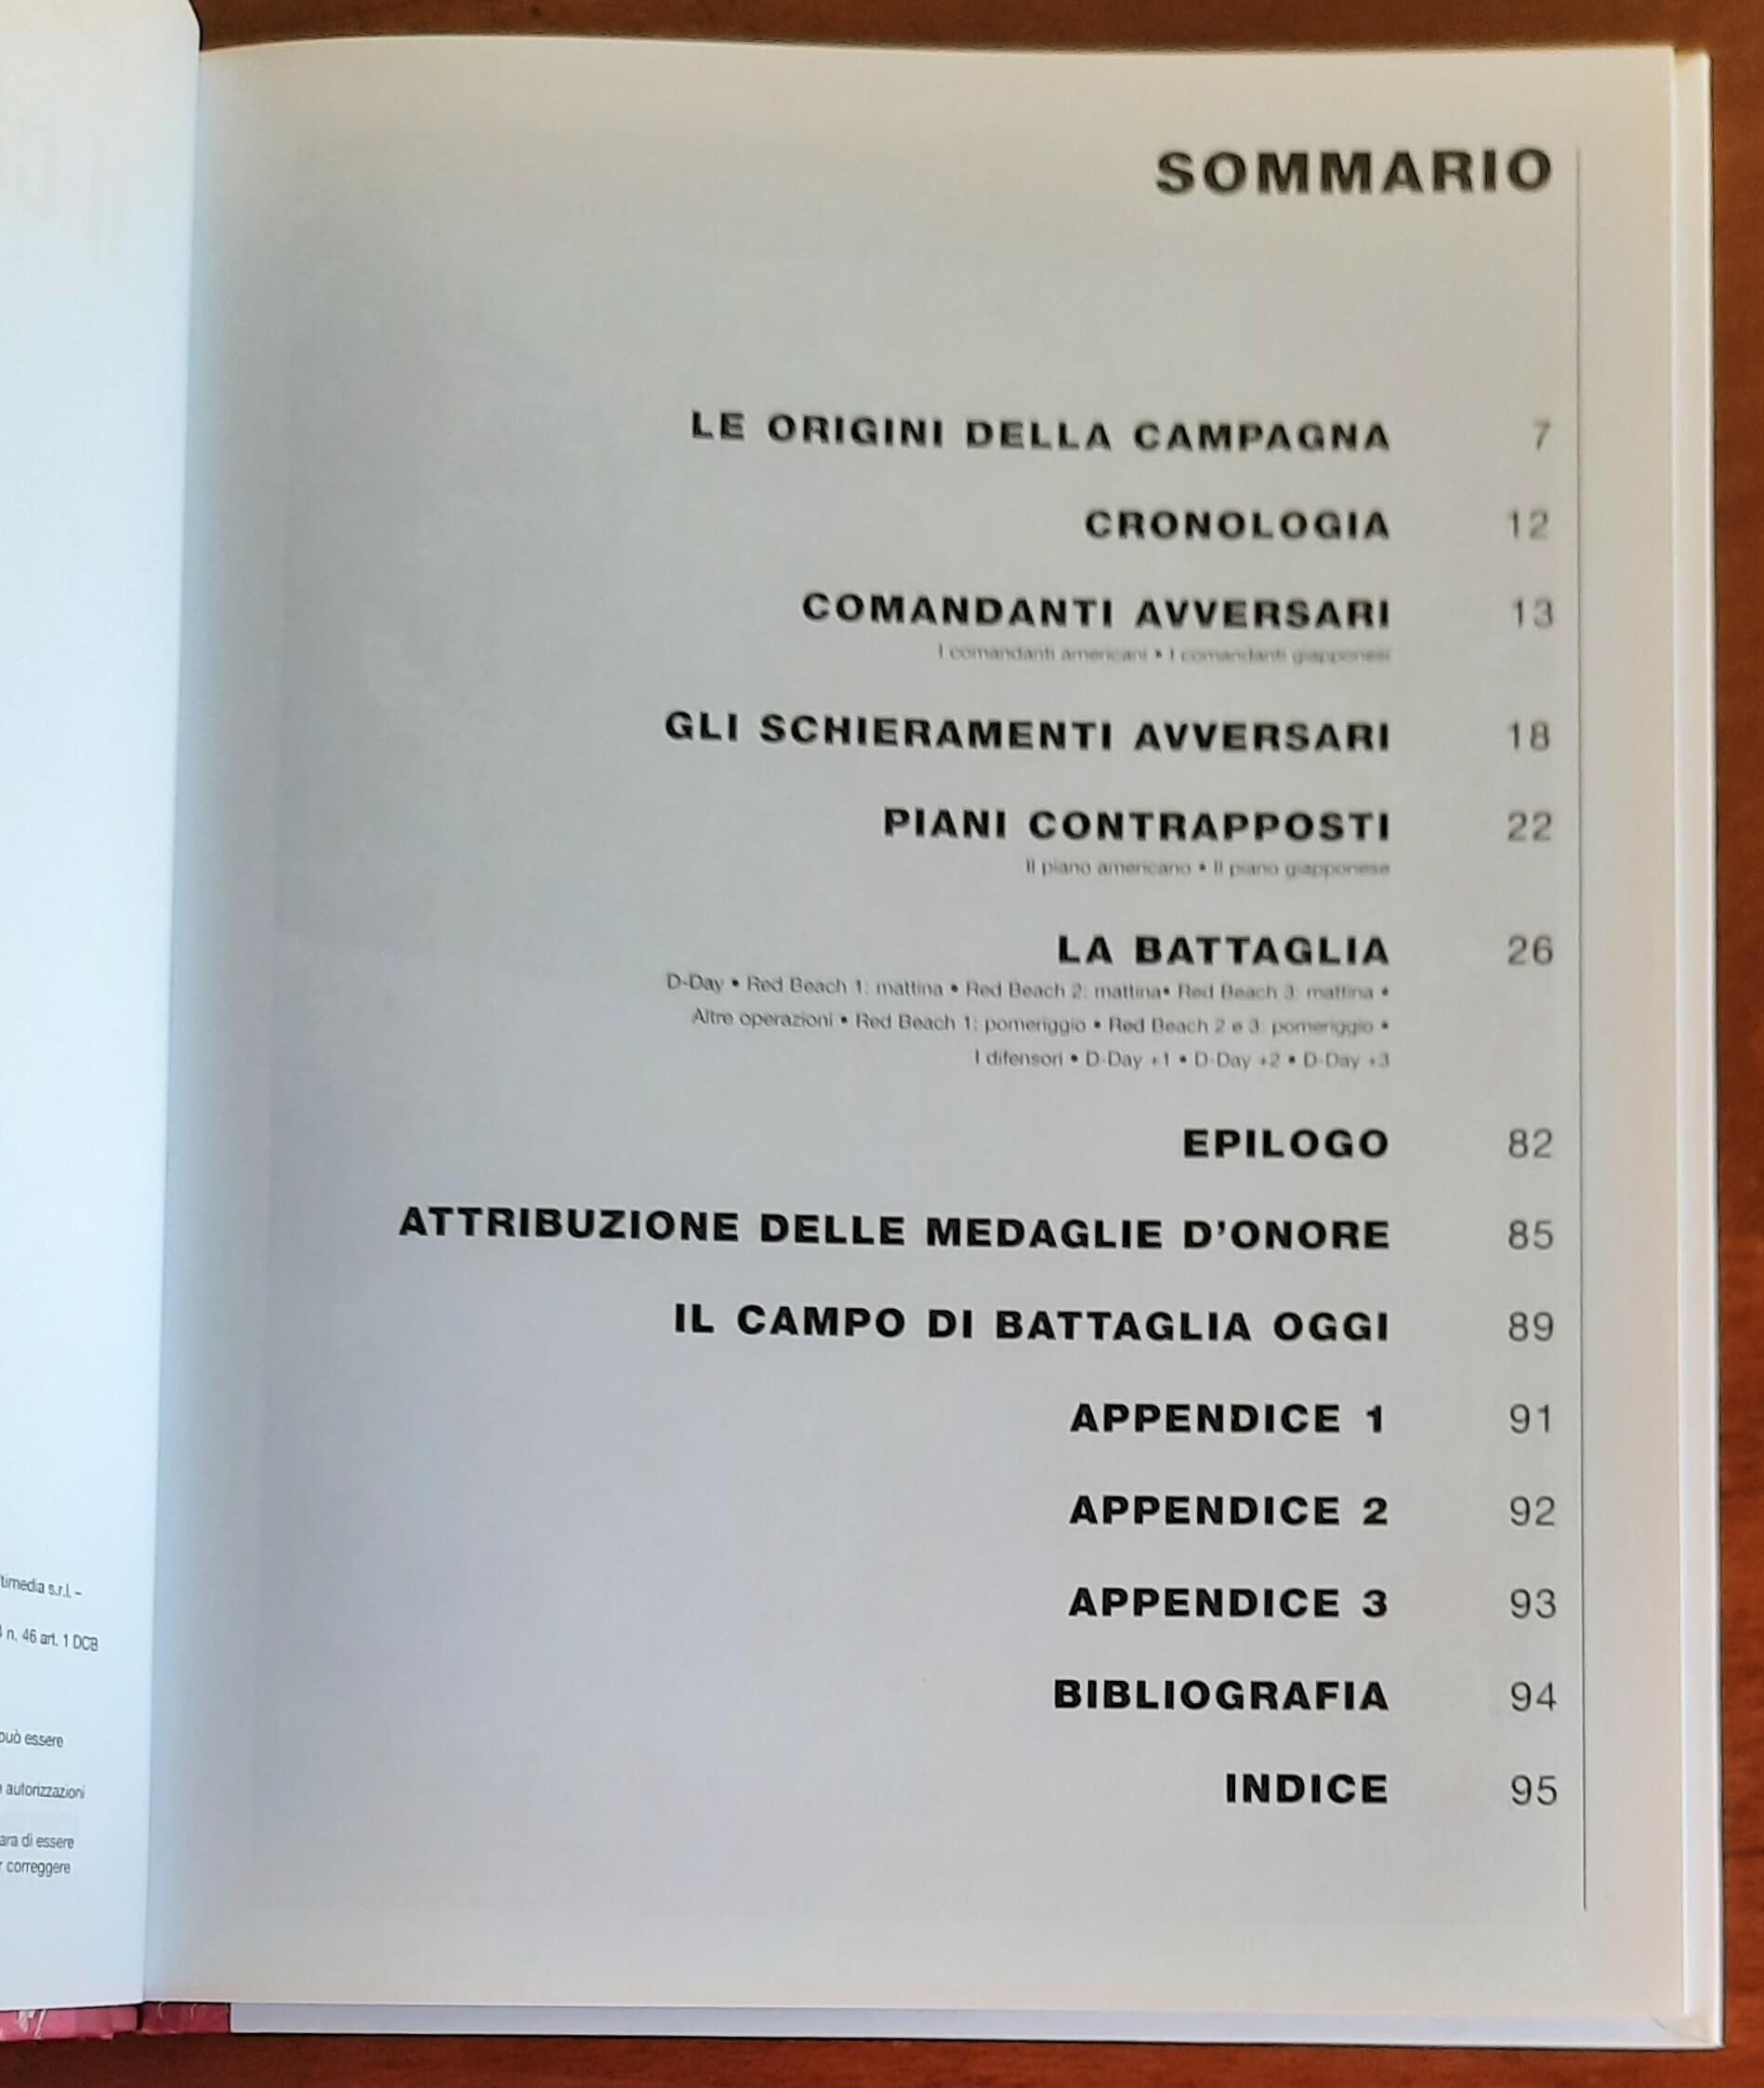 timedia s.r.l. –
n. 46 art. 1 DCB
può essere
autorizzazioni
di essere
correggere
SOMMARIO
LE ORIGINI DELLA CAMPAGNA 7
CRONOLOGIA 12
COMANDANTI AVVERSARI 13
I comandanti americani • I comandanti giapponesi
GLI SCHIERAMENTI AVVERSARI 18
PIANI CONTRAPPOSTI 22
Il piano americano • Il piano giapponese
LA BATTAGLIA 26
D-Day • Red Beach 1: mattina • Red Beach 2: mattina• Red Beach 3: mattina •
Altre operazioni • Red Beach 1: pomeriggio • Red Beach 2 e 3: pomeriggio •
I difensori • D-Day +1 • D-Day +2 • D-Day +3
EPILOGO 82
ATTRIBUZIONE DELLE MEDAGLIE D'ONORE 85
IL CAMPO DI BATTAGLIA OGGI 89
APPENDICE 1 91
APPENDICE 2 92
APPENDICE 3 93
BIBLIOGRAFIA 94
INDICE 95